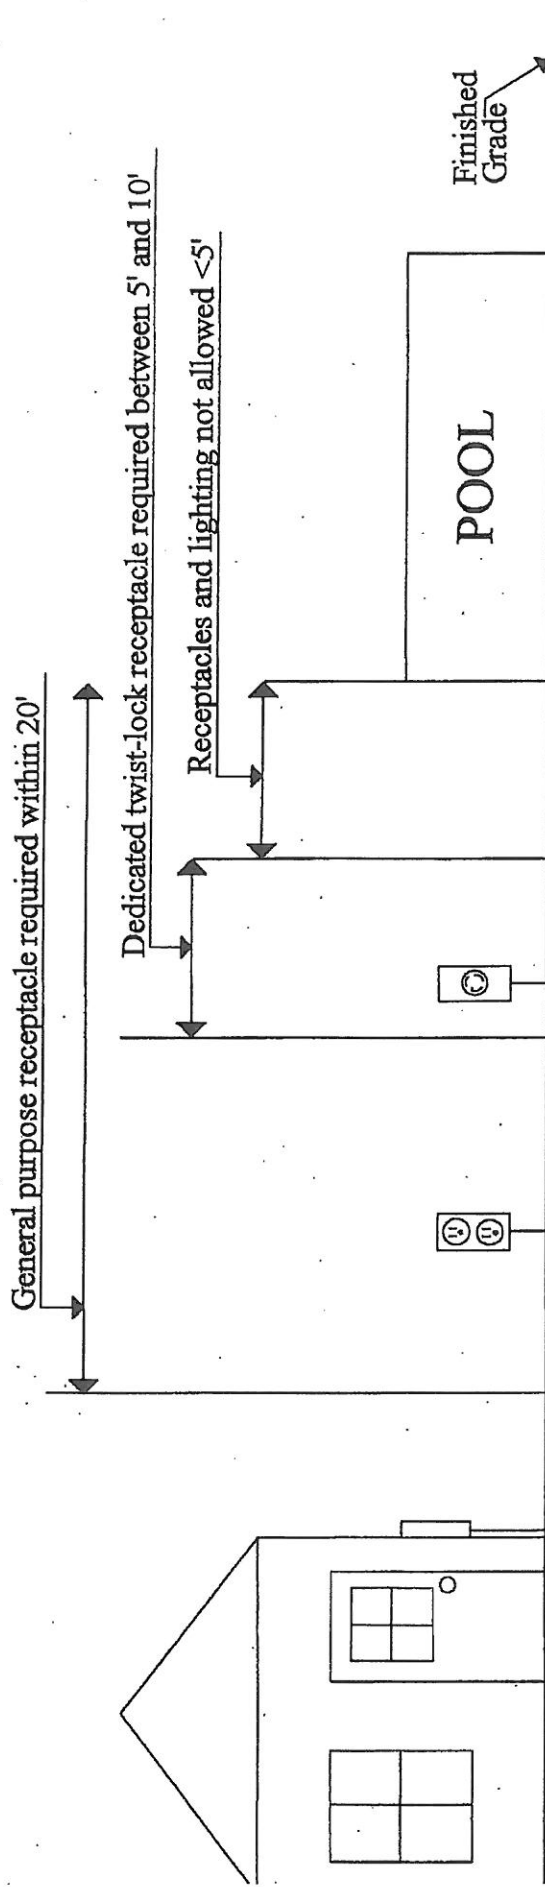 General purpose receptacle required within 20'
Dedicated twist-lock receptacle required between 5' and 10'
Receptacles and lighting not allowed <5'
POOL
Finished
Grade